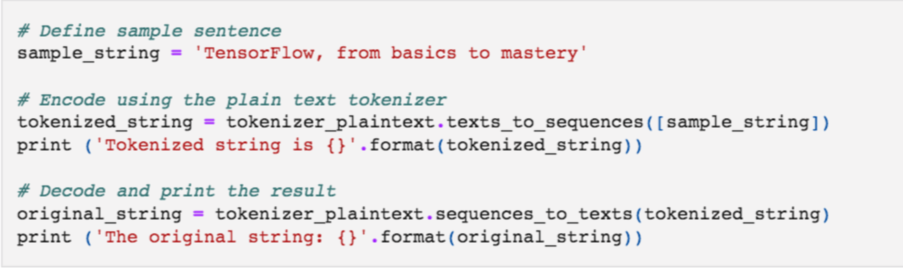 # Define sample sentence
sample_string = 'TensorFlow, from basics to mastery'
# Encode using the plain text tokenizer
tokenized_string = tokenizer_plaintext.texts_to_sequences([sample_string])
print ('Tokenized string is {}'.format(tokenized_string))
# Decode and print the result
original_string = tokenizer_plaintext.sequences_to_texts(tokenized_string)
print ('The original string: {}'.format(original_string))